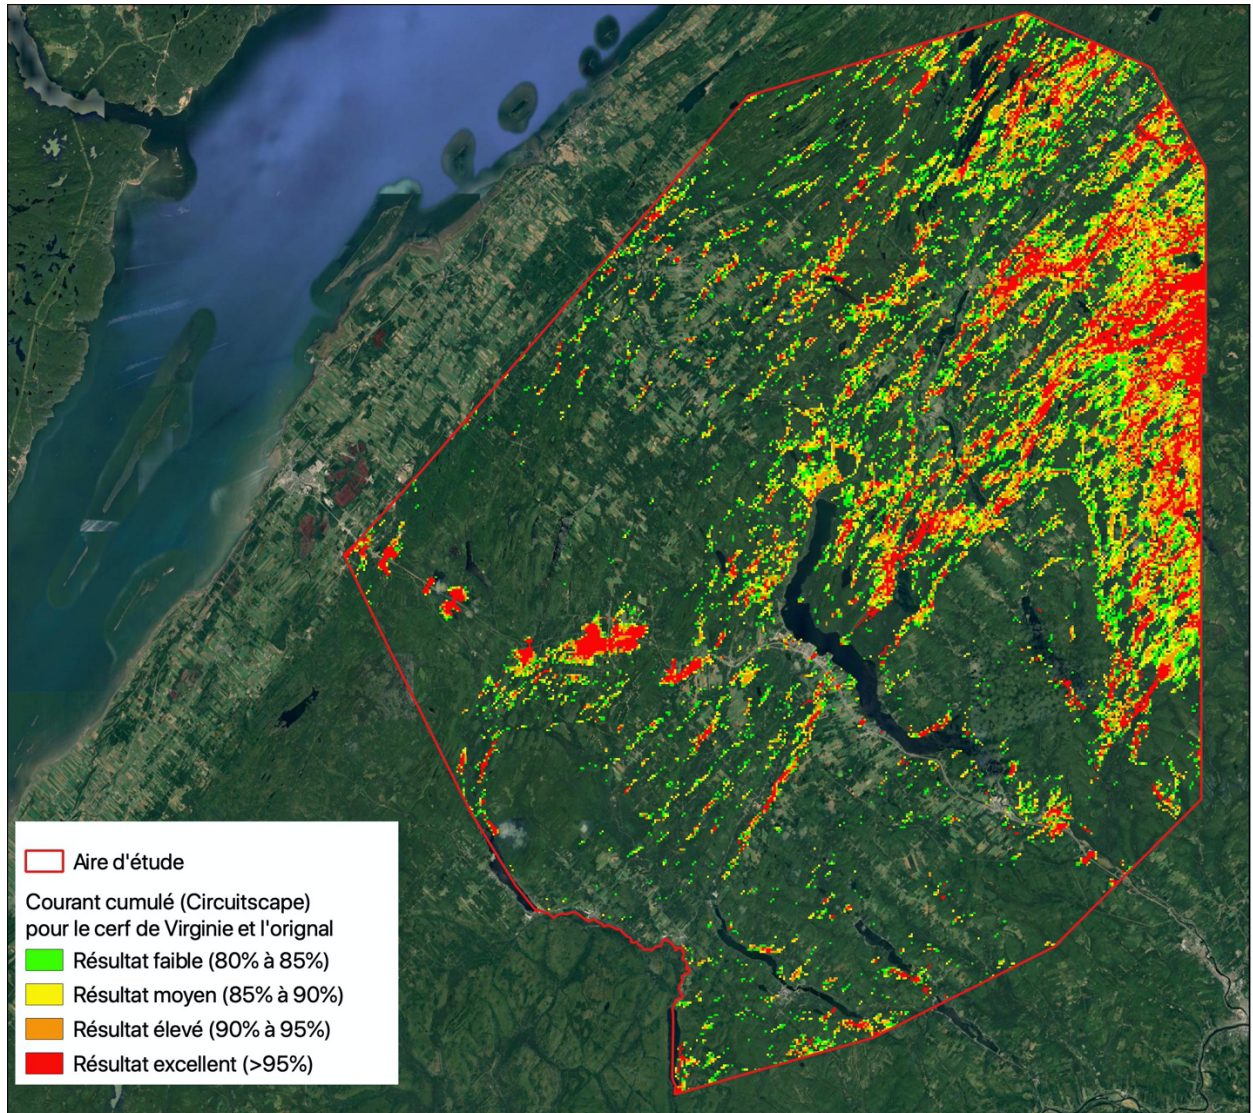 Aire d'étude
Courant cumulé (Circuitscape)
pour le cerf de Virginie et l'orignal
Résultat faible (80% à 85%)
Résultat moyen (85% à 90%)
Résultat élevé (90% à 95%)
Résultat excellent (>95%)